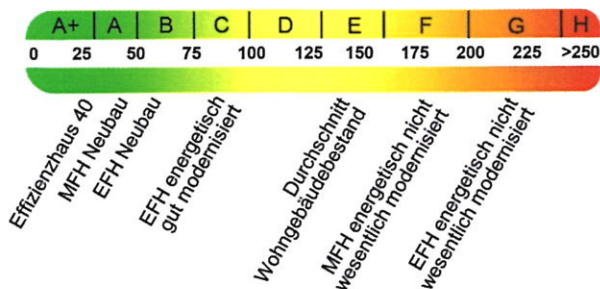 A+ A B C D E F G H
0 25 50 75 100 125 150 175 200 225 >250
Effizienzhaus 40
MFH Neubau
EFH Neubau
EFH energetisch
gut modernisiert
Durchschnitt
Wohngebäudebestand
MFH energetisch nicht
wesentlich modernisiert
EFH energetisch nicht
wesentlich modernisiert